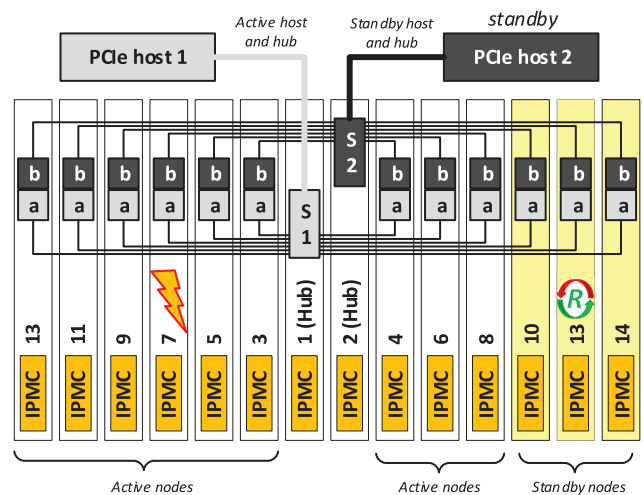 Active host
and hub
Standby host
and hub
standby
PCIe host 1
PCIe host 2
S
2
b b b b b b b b b b b b
a a a a a a a a a a a a
S
1
R
13 11 9 7 5 3 1 (Hub) 2 (Hub) 4 6 8 10 13 14
IPMC IPMC IPMC IPMC IPMC IPMC IPMC IPMC IPMC IPMC IPMC IPMC IPMC IPMC
Active nodes
Active nodes
Standby nodes